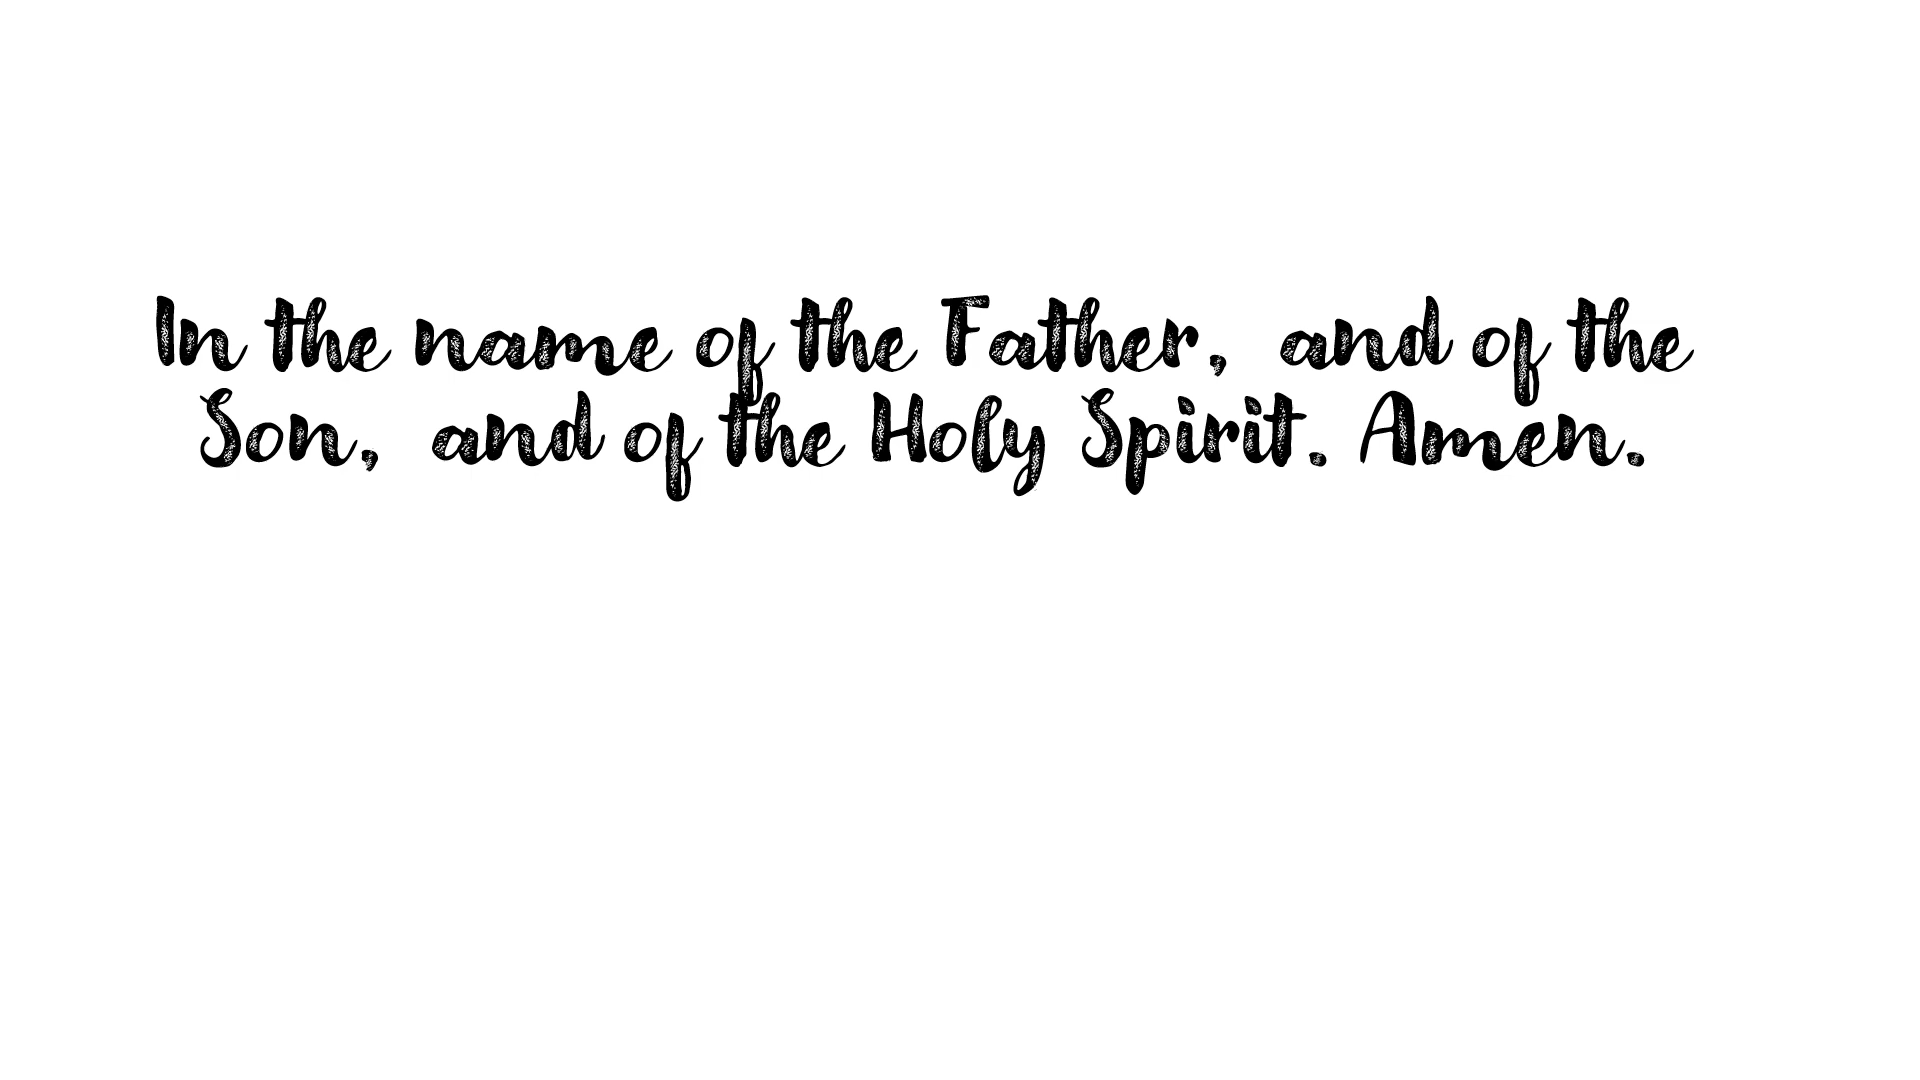 In the name of the Father, and of the
Son, and of the Holy Spirit. Amen.